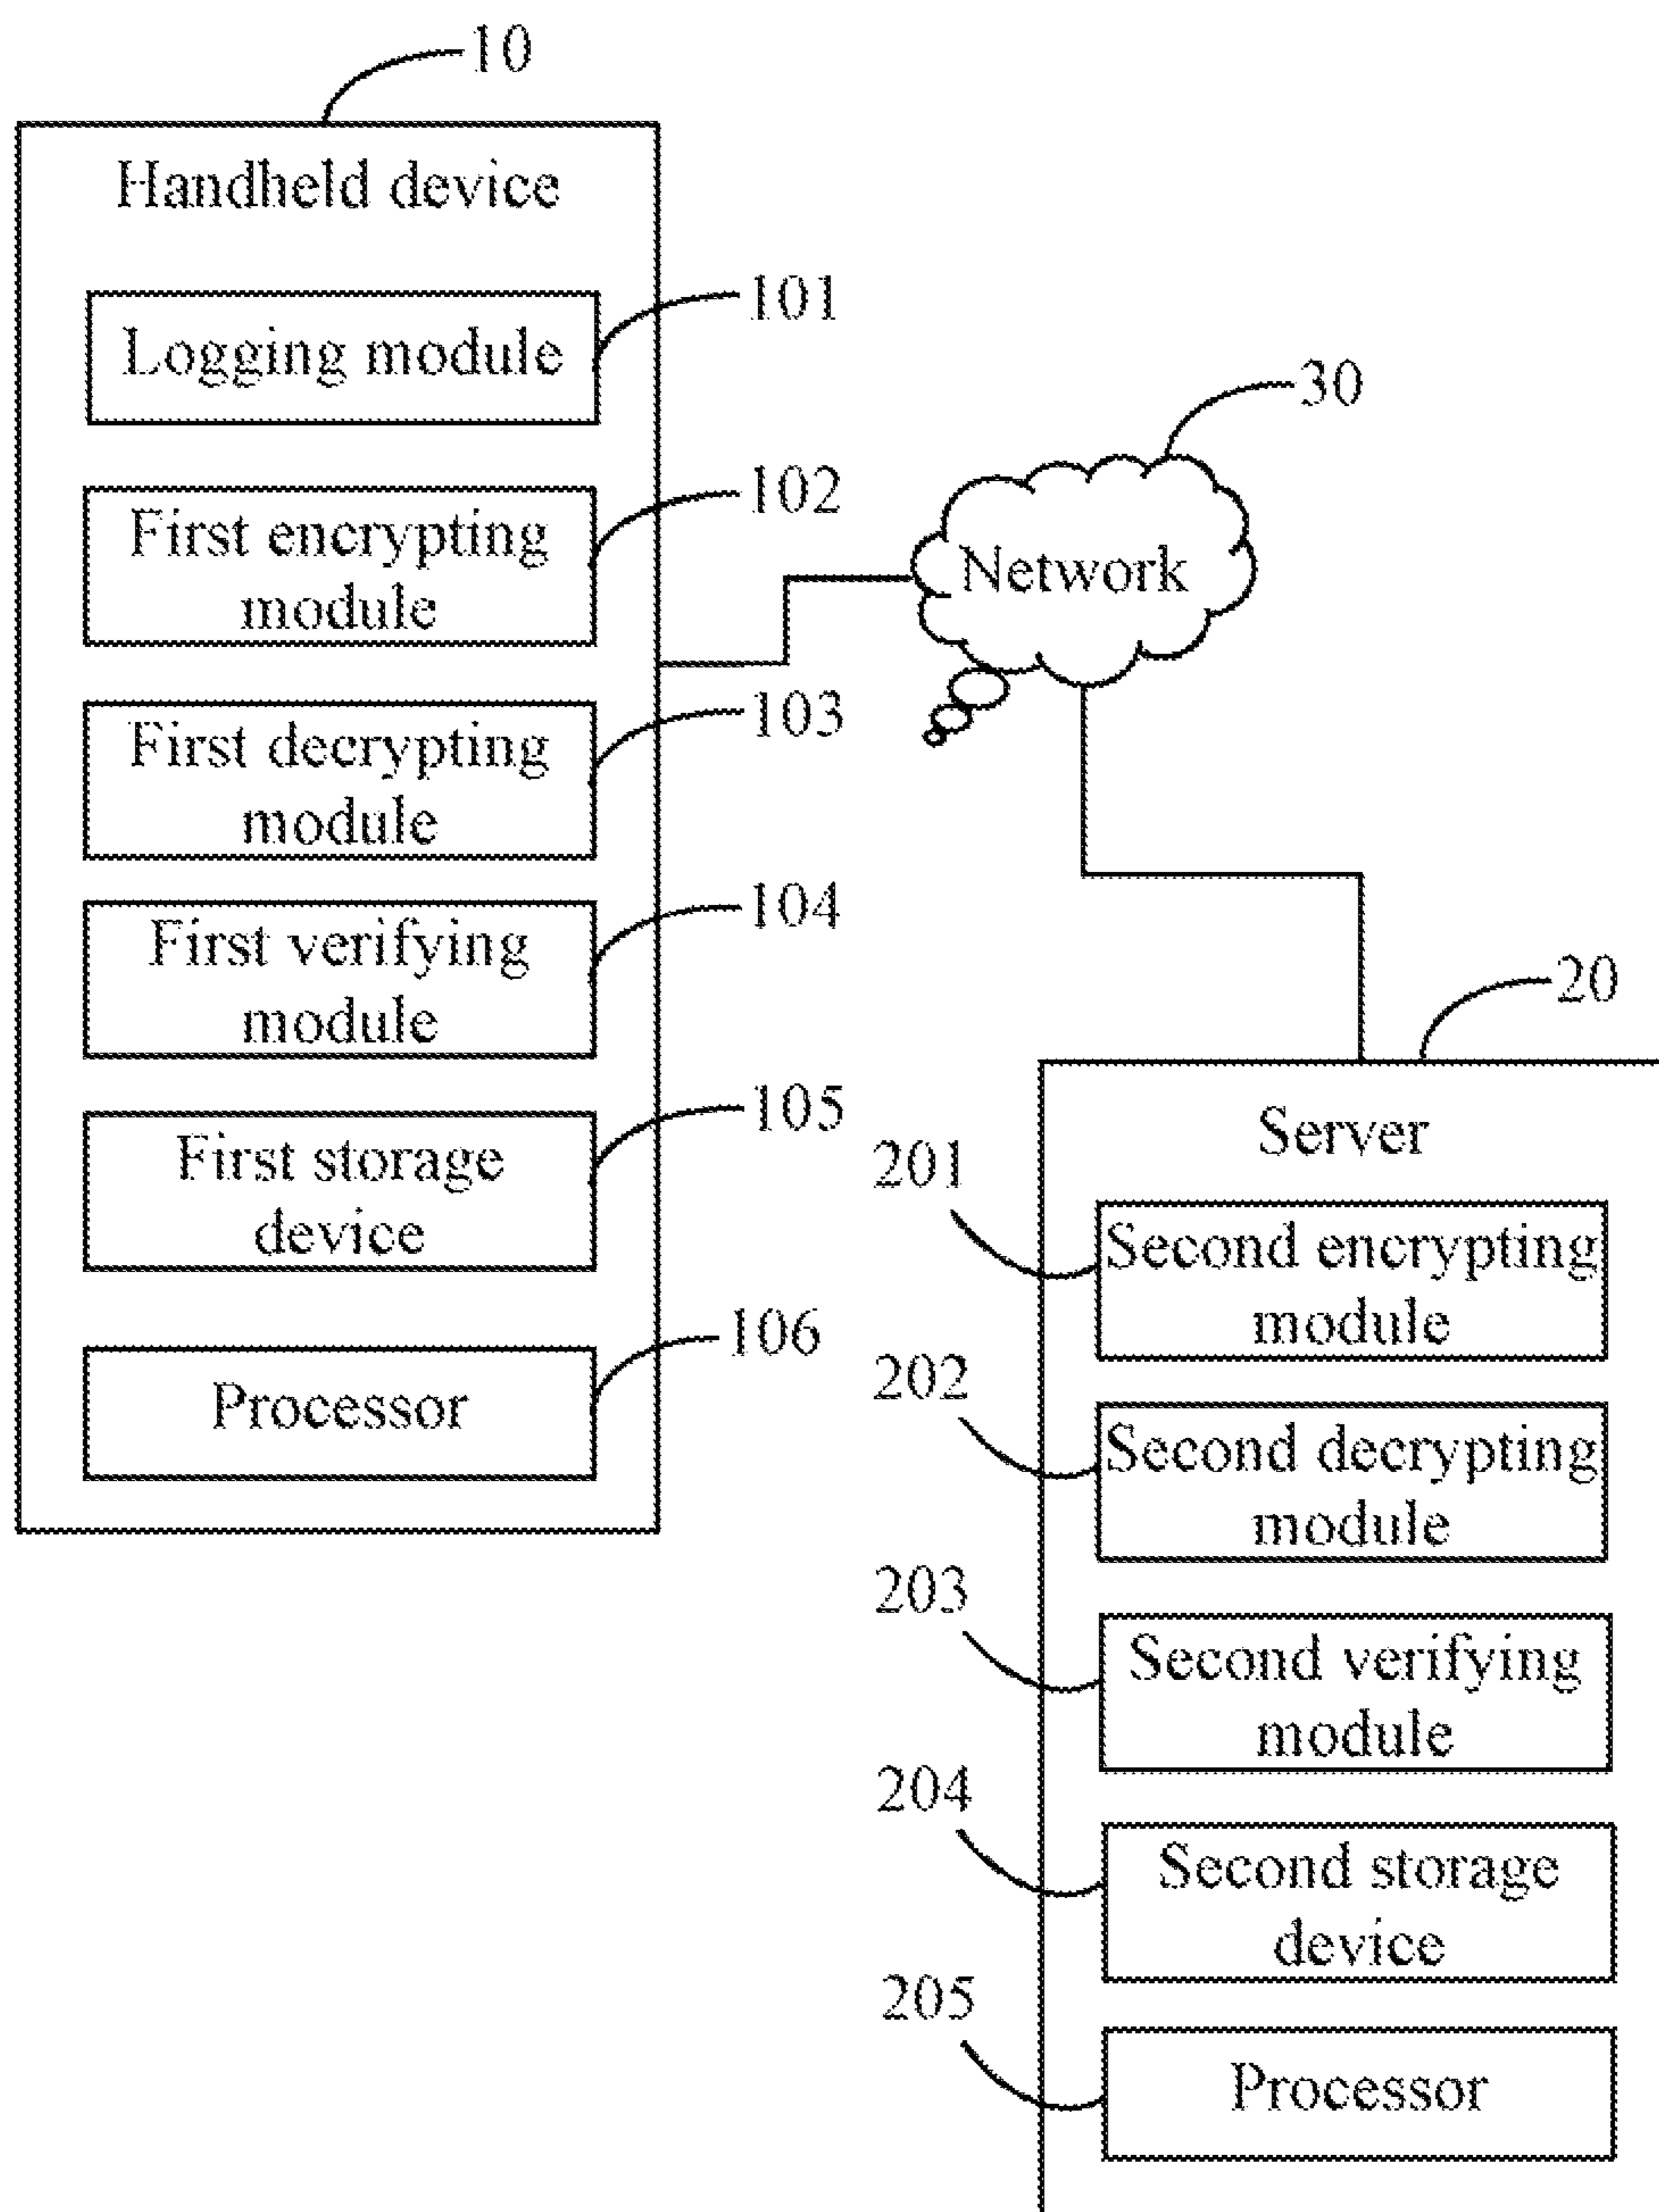 10
Handheld device
101
Logging module
102
First encrypting
module
103
First decrypting
module
104
First verifying
module
105
First storage
device
106
Processor
30
Network
20
Server
201
Second encrypting
module
202
Second decrypting
module
203
Second verifying
module
204
Second storage
device
205
Processor